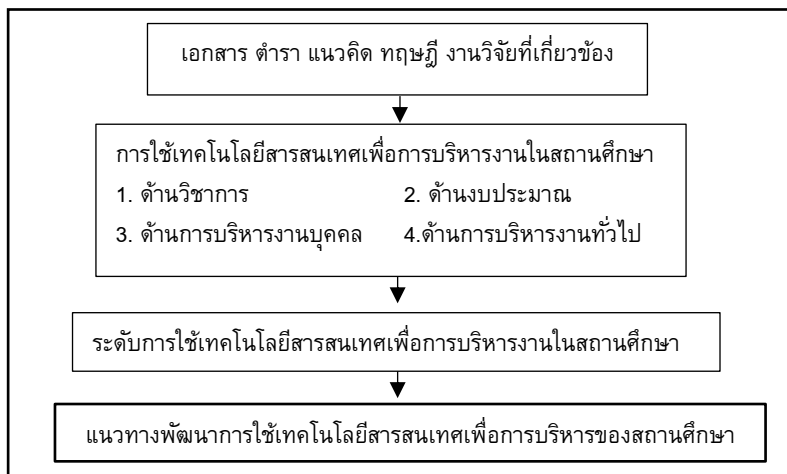 เอกสาร ตำรา แนวคิด ทฤษฎี งานวิจัยที่เกี่ยวข้อง
การใช้เทคโนโลยีสารสนเทศเพื่อการบริหารงานในสถานศึกษา
1. ด้านวิชาการ 2. ด้านงบประมาณ
3. ด้านการบริหารงานบุคคล 4.ด้านการบริหารงานทั่วไป
ระดับการใช้เทคโนโลยีสารสนเทศเพื่อการบริหารงานในสถานศึกษา
แนวทางพัฒนาการใช้เทคโนโลยีสารสนเทศเพื่อการบริหารของสถานศึกษา